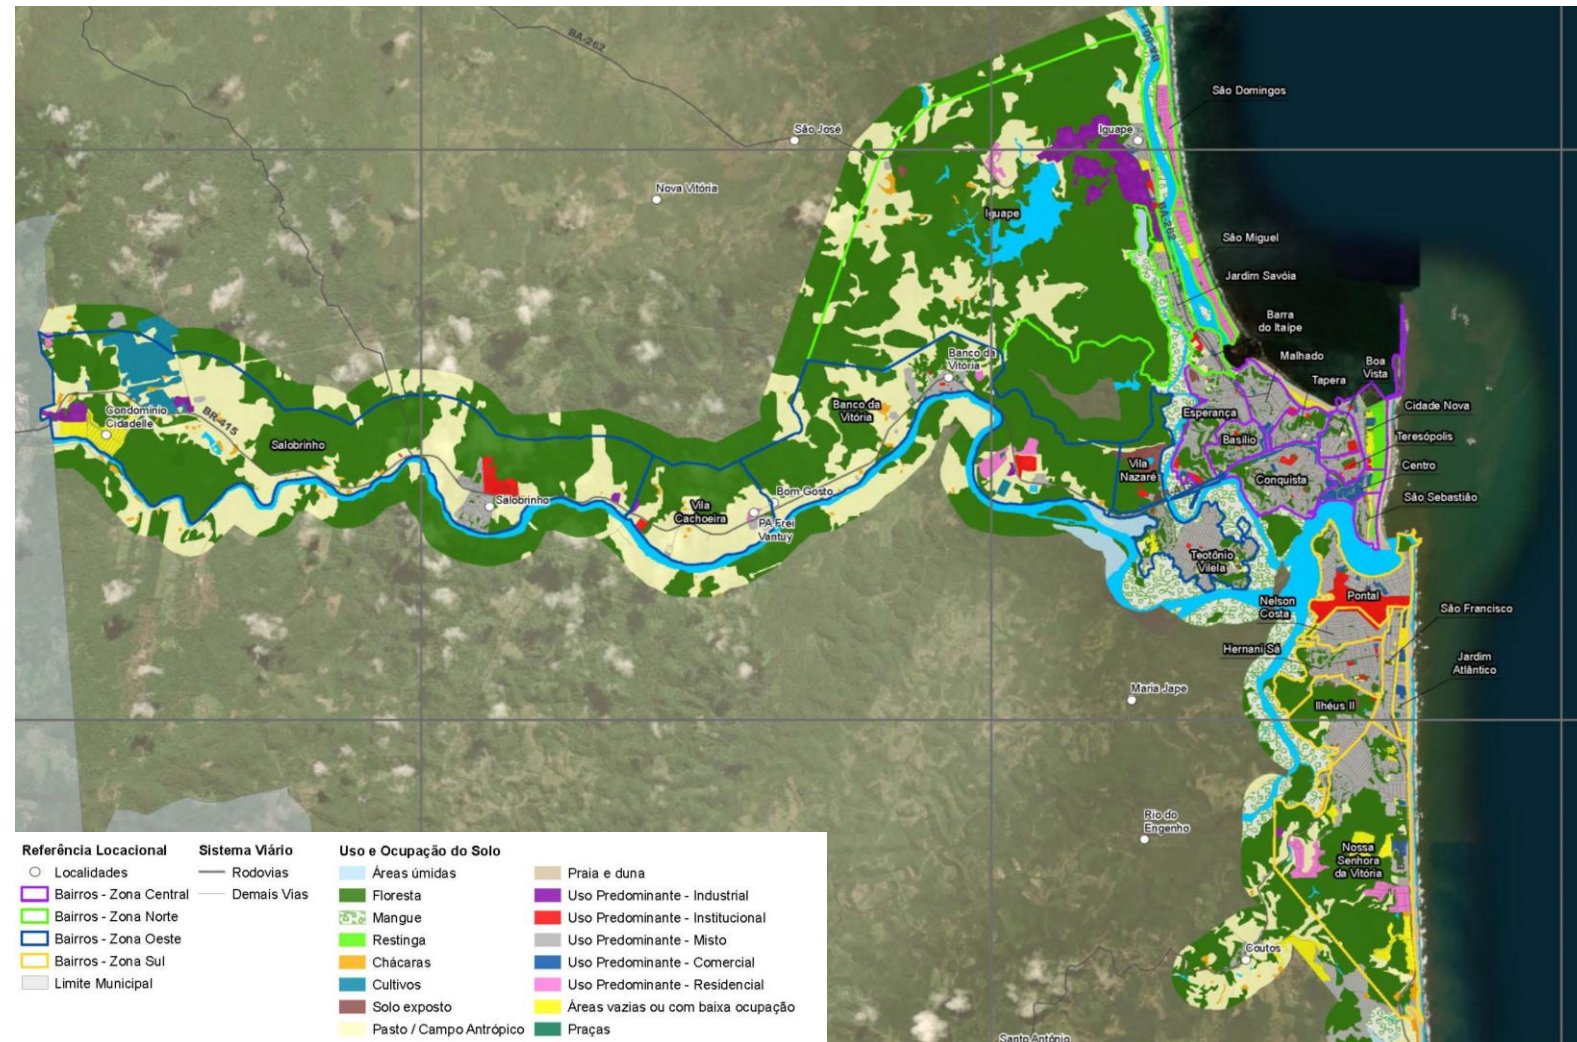 BA-262
BA-001
São Domingos
São José
Iguape
Nova Vitória
Iguape
BA-262
São Miguel
Jardim Savóia
Barra
do Itaípe
Malhado
Boa
Vista
Tapera
Banco da
Vitória
Banco da
Vitória
Cidade Nova
Esperança
Condomínio
Cidadelle
BR-415
Basílio
Teresópolis
Salobrinho
Vila
Nazaré
Centro
Conquista
Salobrinho
Bom Gosto
Vila
Cachoeira
PA Frei
Vantuy
São Sebastião
Teotônio
Vilela
Nelson
Costa
Pontal
São Francisco
Hernani Sá
Jardim
Atlântico
Maria Jape
Ilhéus II
Rio do
Engenho
Nossa
Senhora
da Vitória
Coutos
Santo Antônio
Referência Locacional
Localidades
Bairros - Zona Central
Bairros - Zona Norte
Bairros - Zona Oeste
Bairros - Zona Sul
Limite Municipal
Sistema Viário
Rodovias
Demais Vias
Uso e Ocupação do Solo
Áreas úmidas
Floresta
Mangue
Restinga
Chácaras
Cultivos
Solo exposto
Pasto / Campo Antrópico
Praia e duna
Uso Predominante - Industrial
Uso Predominante - Institucional
Uso Predominante - Misto
Uso Predominante - Comercial
Uso Predominante - Residencial
Áreas vazias ou com baixa ocupação
Praças